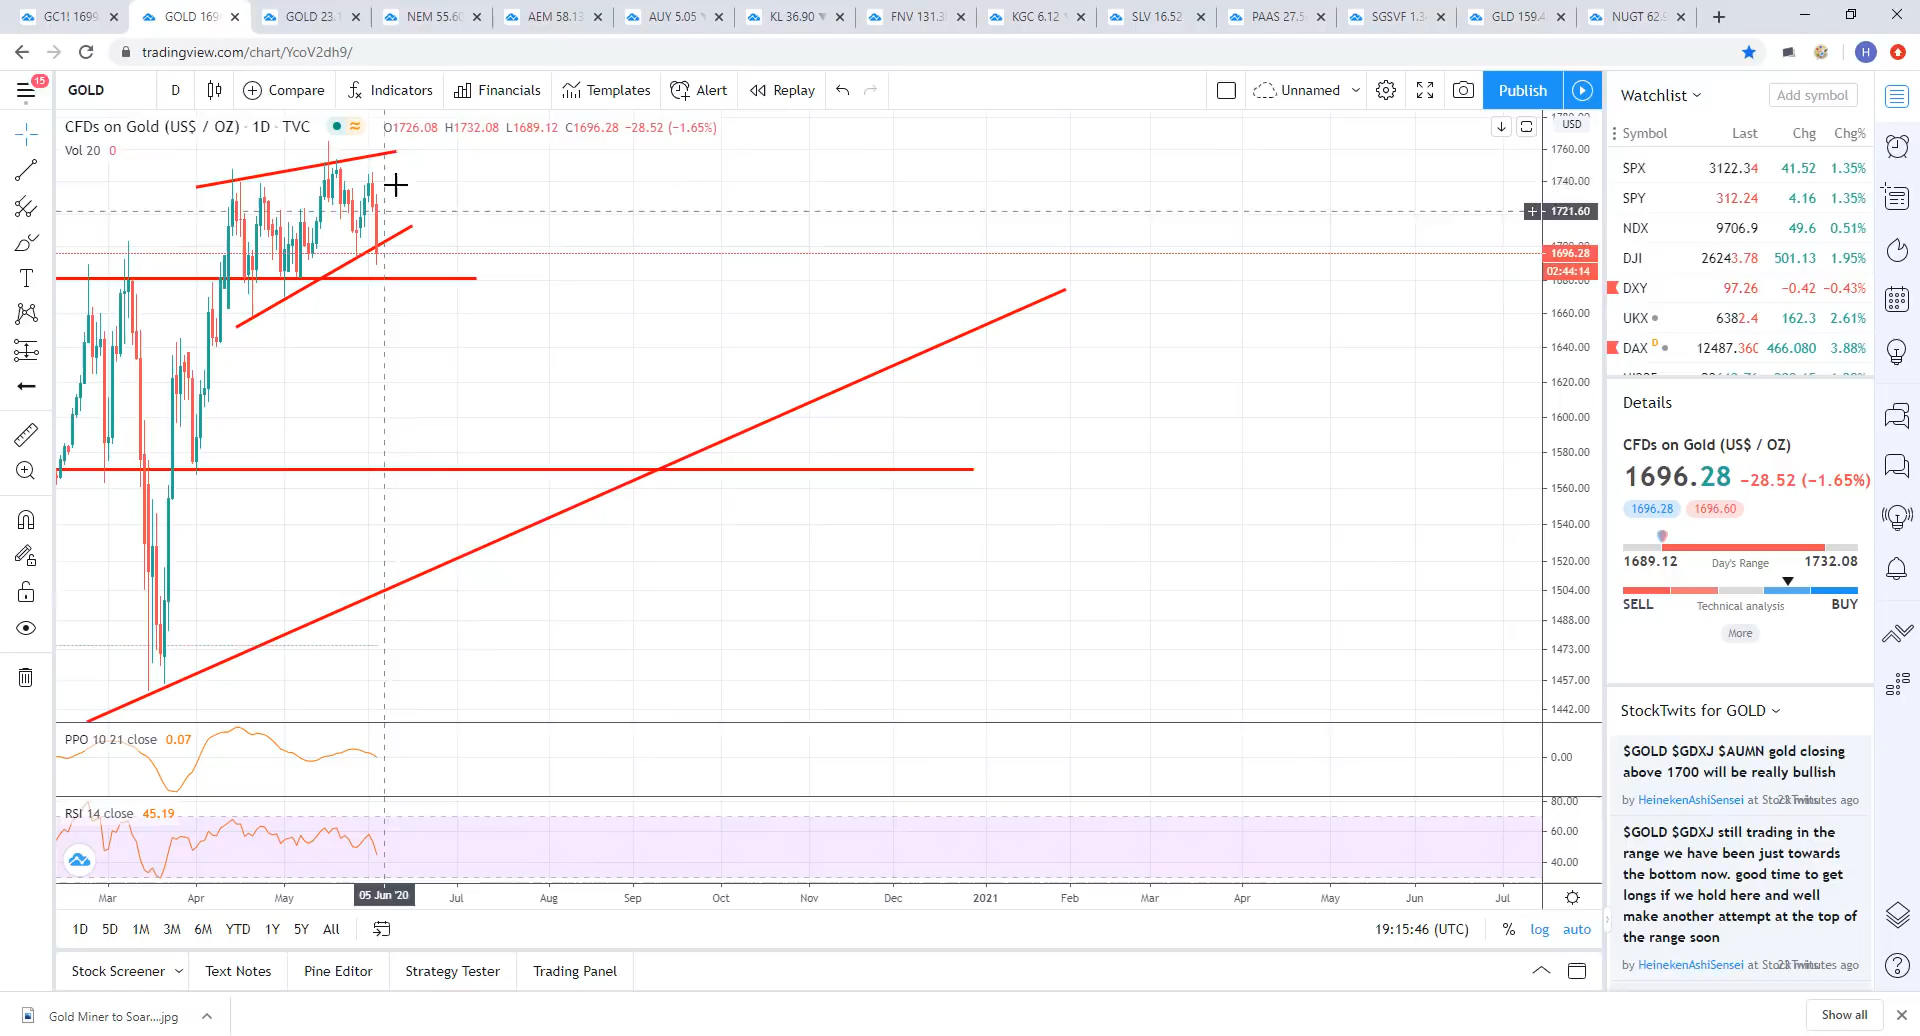 GC1! 1699
GOLD 169
GOLD 23.1
NEM 55.60
AEM 58.13
AUY 5.05
KL 36.90
FNV 131.3
KGC 6.12
SLV 16.52
PAAS 27.5
SGSVF 1.3
GLD 159.4
NUGT 62.9
tradingview.com/chart/YcoV2dh9/
H
15
GOLD D Compare Indicators Financials Templates Alert Replay Unnamed Publish
CFDs on Gold (US$ / OZ) · 1D · TVC O1726.08 H1732.08 L1689.12 C1696.28 −28.52 (−1.65%)
Vol 20 0
USD
1760.00
1740.00
1721.60
1696.28
02:44:14
1660.00
1640.00
1620.00
1600.00
1580.00
1560.00
1540.00
1520.00
1504.00
1488.00
1473.00
1457.00
1442.00
PPO 10 21 close 0.07
0.00
RSI 14 close 45.19
80.00
60.00
40.00
Mar Apr May 05 Jun '20 Jul Aug Sep Oct Nov Dec 2021 Feb Mar Apr May Jun Jul
1D 5D 1M 3M 6M YTD 1Y 5Y All
19:15:46 (UTC) % log auto
Stock Screener Text Notes Pine Editor Strategy Tester Trading Panel
Watchlist Add symbol
Symbol Last Chg Chg%
SPX 3122.34 41.52 1.35%
SPY 312.24 4.16 1.35%
NDX 9706.9 49.6 0.51%
DJI 26243.78 501.13 1.95%
DXY 97.26 −0.42 −0.43%
UKX 6382.4 162.3 2.61%
DAX D 12487.360 466.080 3.88%
Details
CFDs on Gold (US$ / OZ)
1696.28 −28.52 (−1.65%)
1696.28 1696.60
1689.12 Day's Range 1732.08
SELL Technical analysis BUY
More
StockTwits for GOLD
$GOLD $GDXJ $AUMN gold closing
above 1700 will be really bullish
by HeinekenAshiSensei at StockTwits minutes ago
$GOLD $GDXJ still trading in the
range we have been just towards
the bottom now. good time to get
longs if we hold here and well
make another attempt at the top of
the range soon
by HeinekenAshiSensei at StockTwits minutes ago
Gold Miner to Soar....jpg
Show all